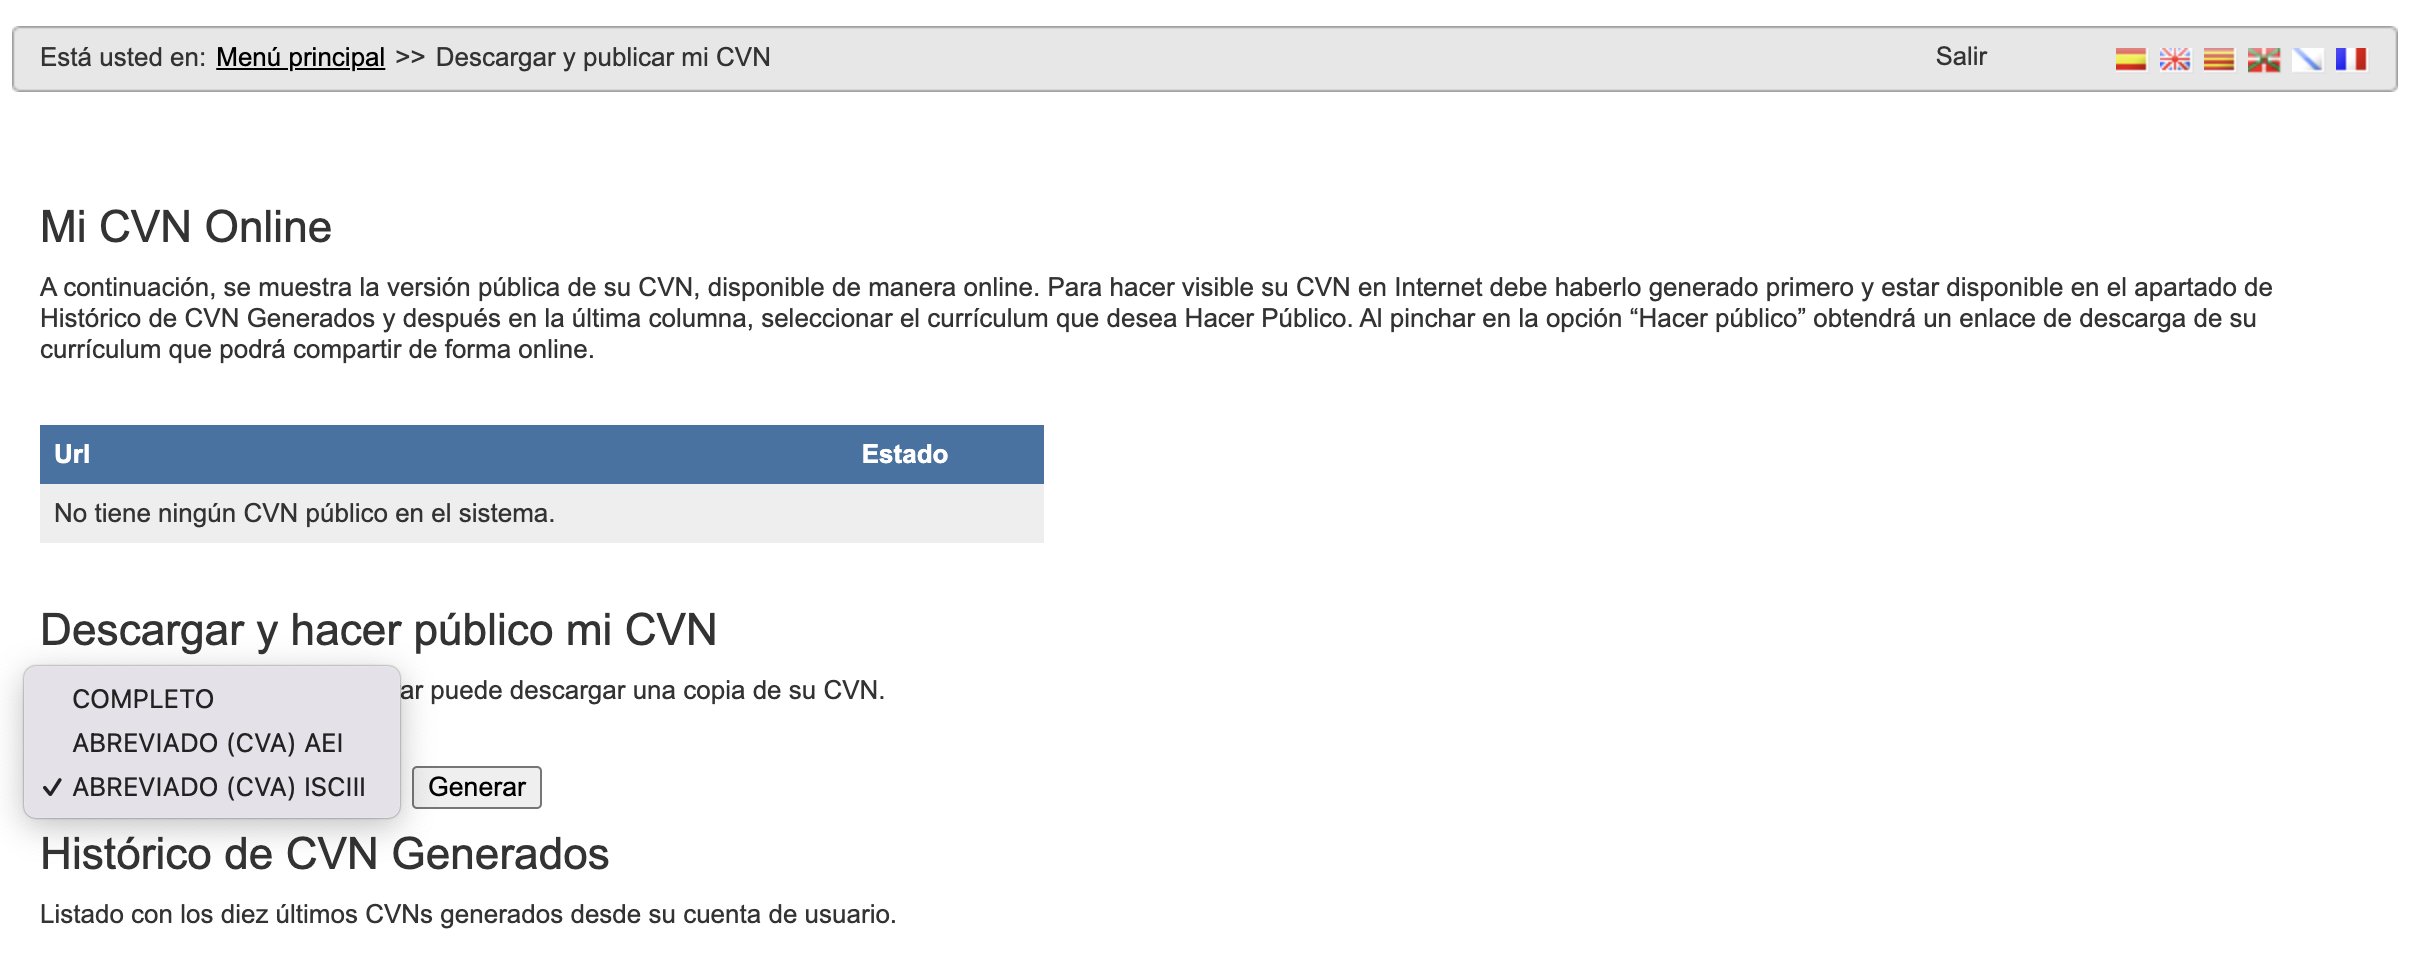 Está usted en: Menú principal >> Descargar y publicar mi CVN Salir
Mi CVN Online
A continuación, se muestra la versión pública de su CVN, disponible de manera online. Para hacer visible su CVN en Internet debe haberlo generado primero y estar disponible en el apartado de
Histórico de CVN Generados y después en la última columna, seleccionar el currículum que desea Hacer Público. Al pinchar en la opción “Hacer público” obtendrá un enlace de descarga de su
currículum que podrá compartir de forma online.
Url Estado
No tiene ningún CVN público en el sistema.
Descargar y hacer público mi CVN
ar puede descargar una copia de su CVN.
COMPLETO
ABREVIADO (CVA) AEI
✓ ABREVIADO (CVA) ISCIII Generar
Histórico de CVN Generados
Listado con los diez últimos CVNs generados desde su cuenta de usuario.